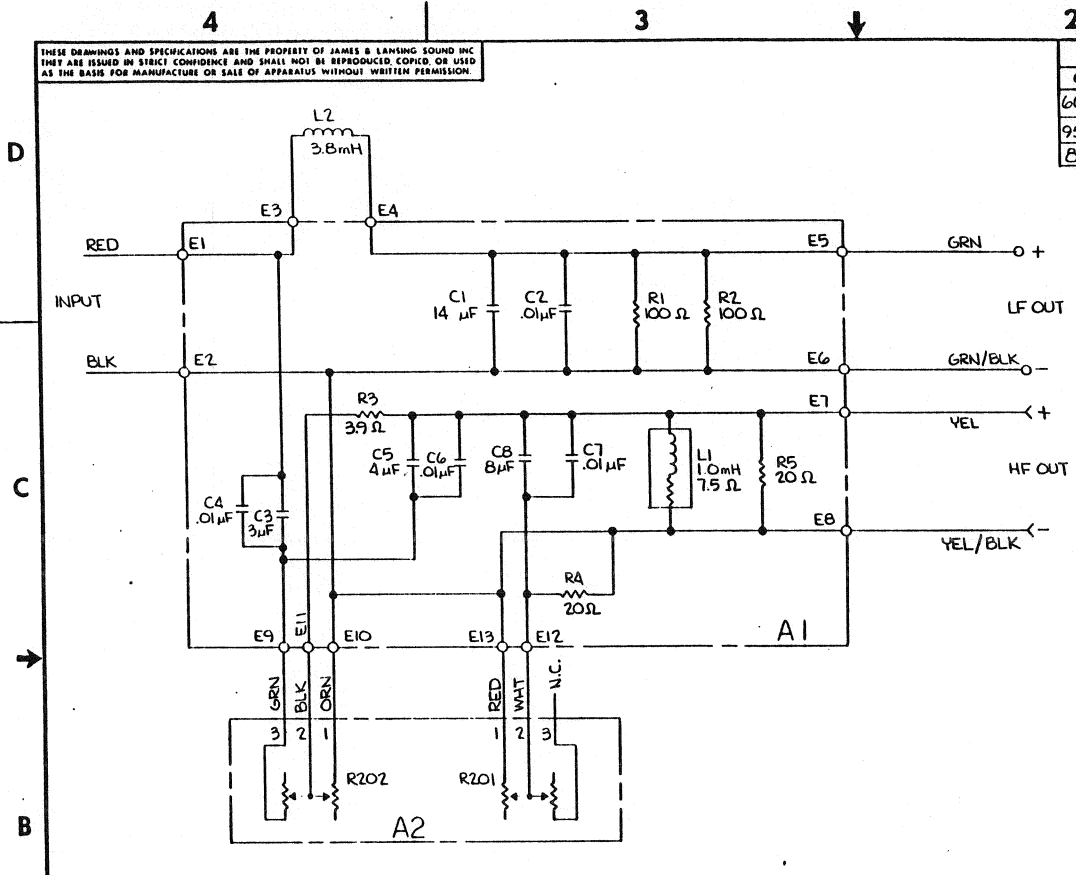 4
3
2
THESE DRAWINGS AND SPECIFICATIONS ARE THE PROPERTY OF JAMES B LANSING SOUND INC
THEY ARE ISSUED IN STRICT CONFIDENCE AND SHALL NOT BE REPRODUCED, COPIED, OR USED
AS THE BASIS FOR MANUFACTURE OR SALE OF APPARATUS WITHOUT WRITTEN PERMISSION.
D
L2
3.8mH
E3
E4
RED
E1
E5
GRN
+
INPUT
C1
14 µF
C2
.01µF
R1
100 Ω
R2
100 Ω
LF OUT
BLK
E2
E6
GRN/BLK
-
R3
3.9 Ω
E7
+
YEL
C
C5
4µF
C6
.01µF
C8
8µF
C7
.01µF
L1
1.0mH
7.5 Ω
R5
20 Ω
HF OUT
C4
.01µF
C3
3µF
E8
-
YEL/BLK
R4
20Ω
E9
E11
E10
E13
E12
A1
GRN
BLK
ORN
RED
WHT
N.C.
3
2
1
1
2
3
R202
R201
A2
B